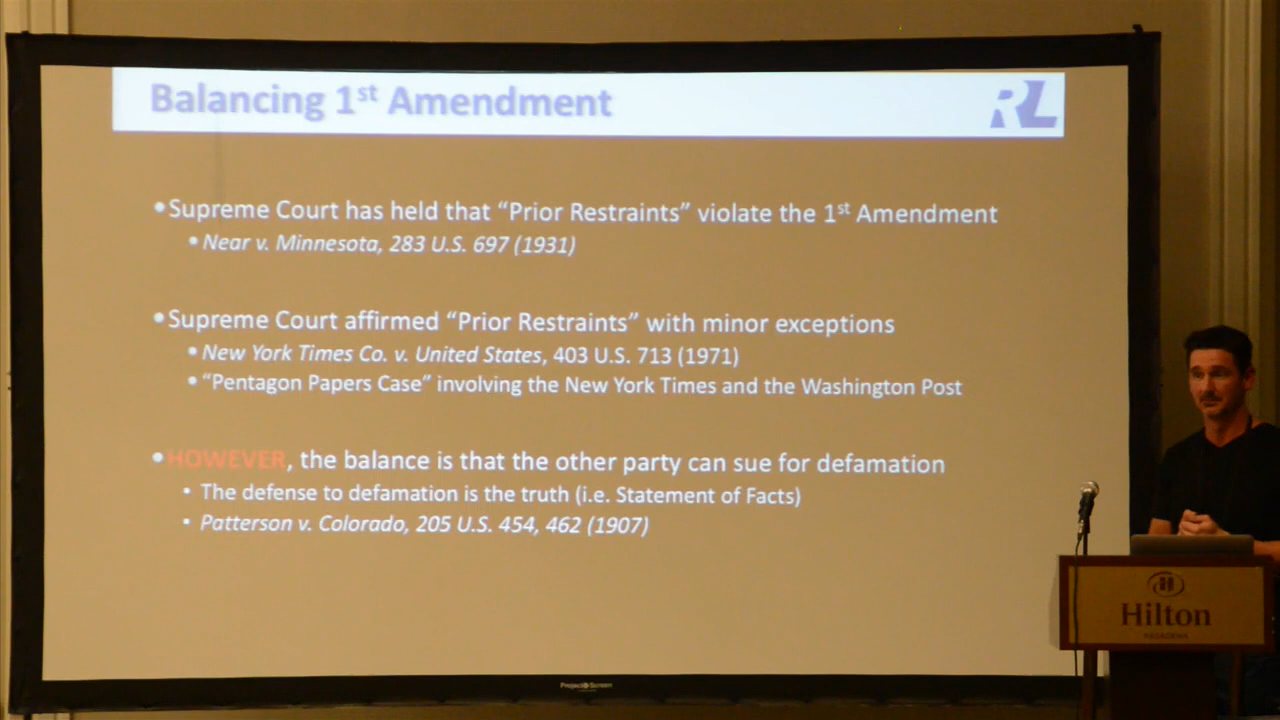 Balancing 1st Amendment
RL
•Supreme Court has held that “Prior Restraints” violate the 1st Amendment
•Near v. Minnesota, 283 U.S. 697 (1931)
•Supreme Court affirmed “Prior Restraints” with minor exceptions
•New York Times Co. v. United States, 403 U.S. 713 (1971)
•“Pentagon Papers Case” involving the New York Times and the Washington Post
•HOWEVER, the balance is that the other party can sue for defamation
• The defense to defamation is the truth (i.e. Statement of Facts)
• Patterson v. Colorado, 205 U.S. 454, 462 (1907)
H
Hilton
PASADENA
Project Screen